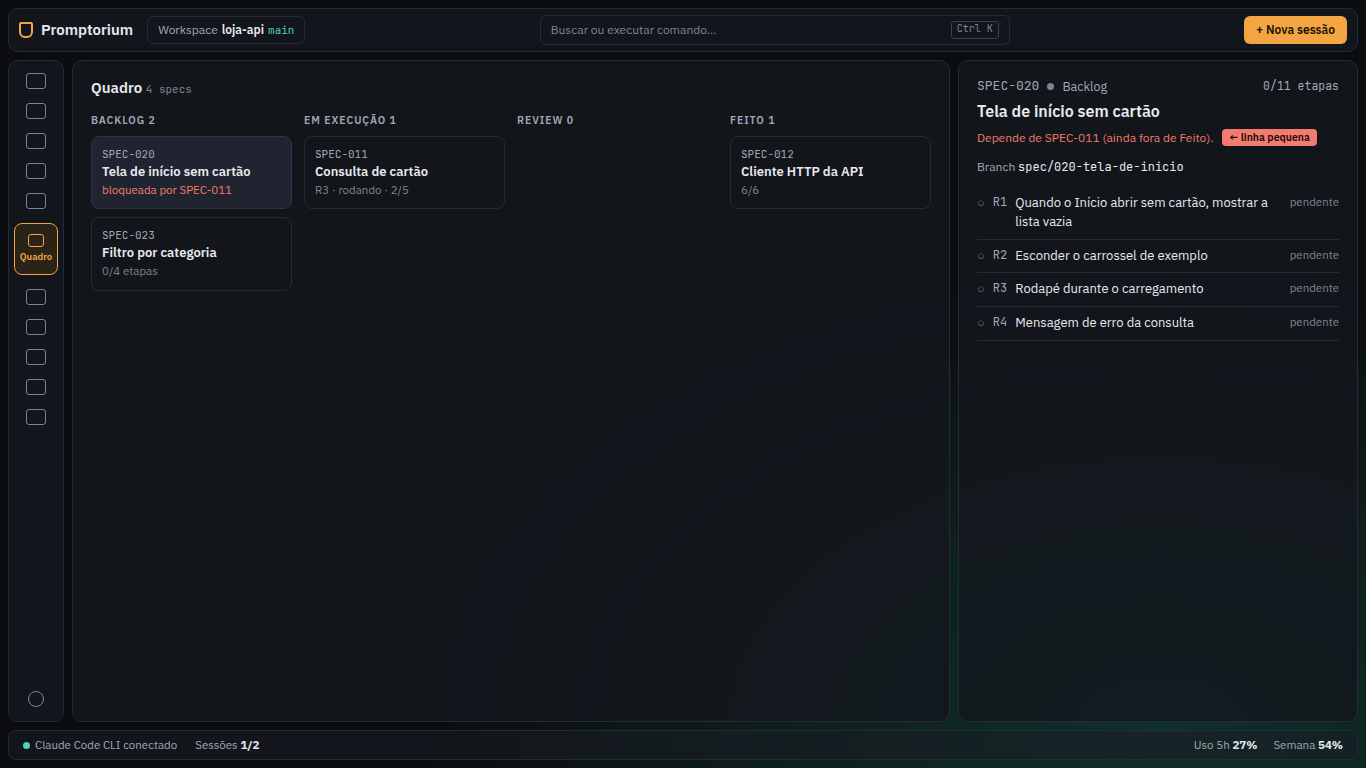 Promptorium
Workspace loja-api main
Buscar ou executar comando...
Ctrl K
+ Nova sessão
Quadro
Quadro 4 specs
BACKLOG 2
SPEC-020
Tela de início sem cartão
bloqueada por SPEC-011
SPEC-023
Filtro por categoria
0/4 etapas
EM EXECUÇÃO 1
SPEC-011
Consulta de cartão
R3 · rodando · 2/5
REVIEW 0
FEITO 1
SPEC-012
Cliente HTTP da API
6/6
SPEC-020 Backlog 0/11 etapas
Tela de início sem cartão
Depende de SPEC-011 (ainda fora de Feito). ← linha pequena
Branch spec/020-tela-de-inicio
R1 Quando o Início abrir sem cartão, mostrar a pendente
lista vazia
R2 Esconder o carrossel de exemplo pendente
R3 Rodapé durante o carregamento pendente
R4 Mensagem de erro da consulta pendente
Claude Code CLI conectado Sessões 1/2 Uso 5h 27% Semana 54%